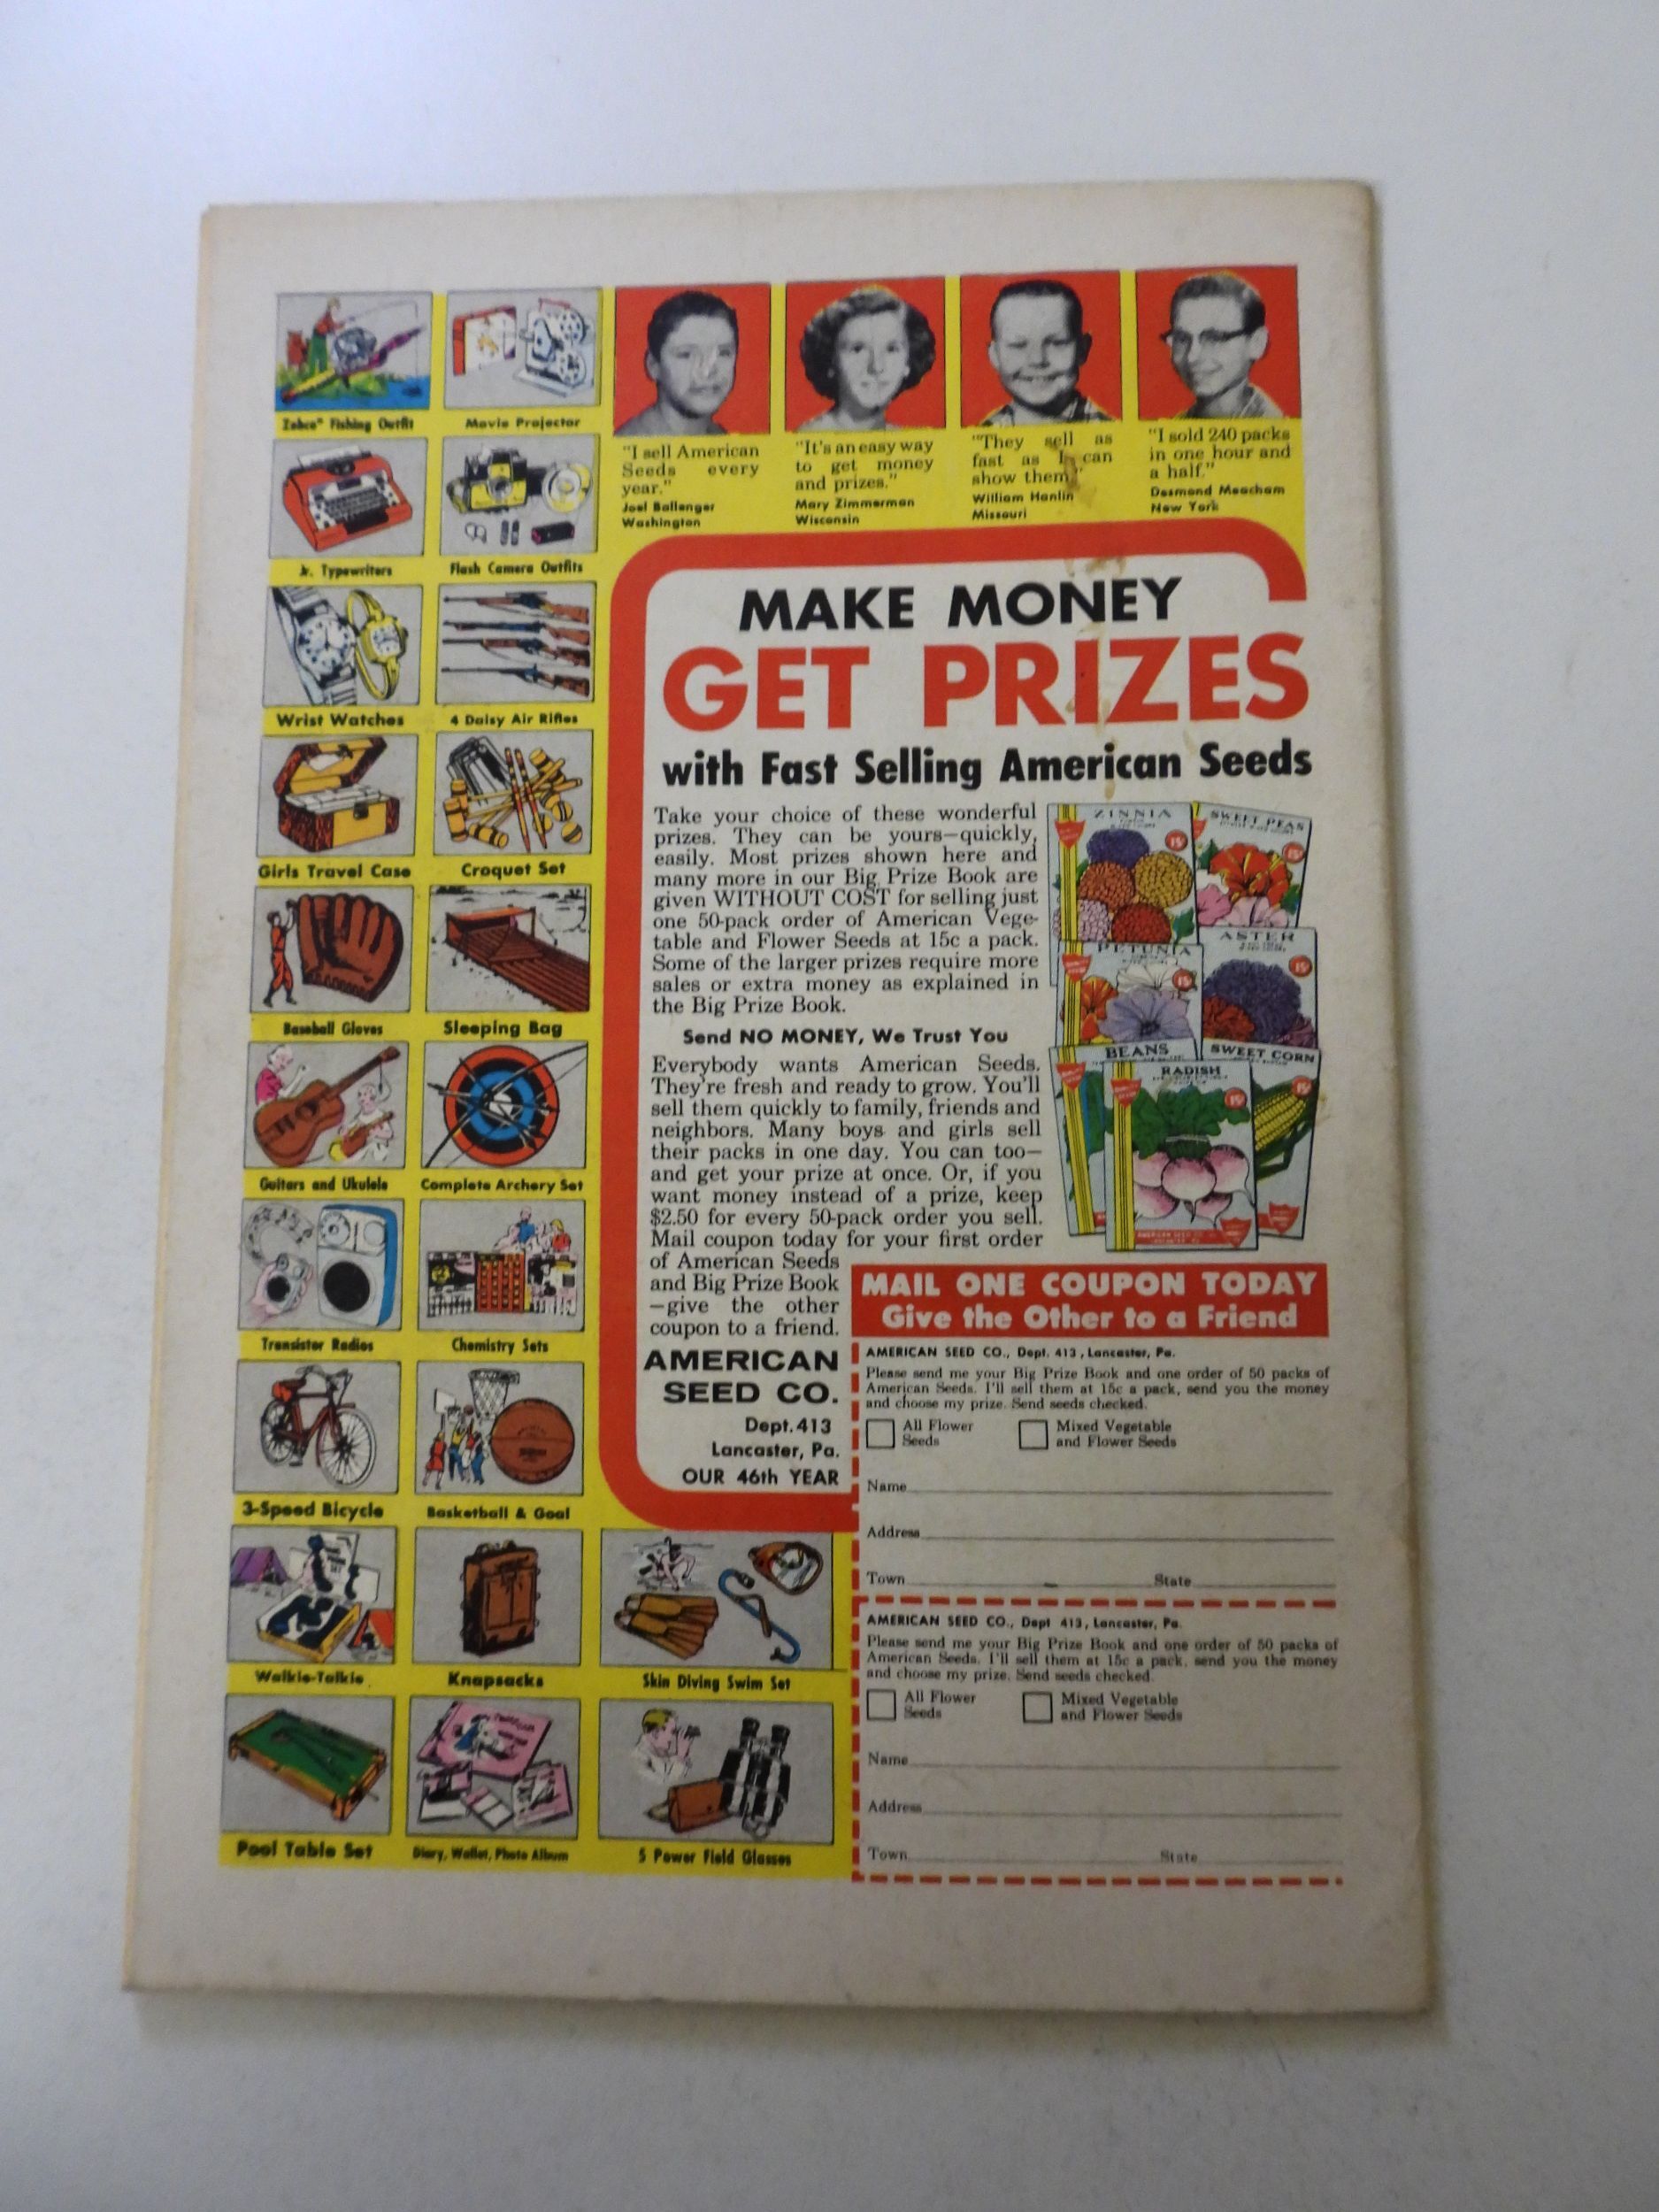 Zebco® Fishing Outfit
Movie Projector
Jr. Typewriters
Flash Camera Outfits
Wrist Watches
4 Daisy Air Rifles
Girls Travel Case
Croquet Set
Baseball Gloves
Sleeping Bag
Guitars and Ukulele
Complete Archery Set
Transistor Radios
Chemistry Sets
3-Speed Bicycle
Basketball & Goal
Walkie-Talkie
Knapsacks
Skin Diving Swim Set
Pool Table Set
Diary, Wallet, Photo Album
5 Power Field Glasses
"I sell American
Seeds every
year."
Joel Ballenger
Washington
"It's an easy way
to get money
and prizes."
Mary Zimmerman
Wisconsin
"They sell as
fast as I can
show them."
William Hanlin
Missouri
"I sold 240 packs
in one hour and
a half."
Desmond Meacham
New York
MAKE MONEY
GET PRIZES
with Fast Selling American Seeds
Take your choice of these wonderful
prizes. They can be yours—quickly,
easily. Most prizes shown here and
many more in our Big Prize Book are
given WITHOUT COST for selling just
one 50-pack order of American Vege-
table and Flower Seeds at 15c a pack.
Some of the larger prizes require more
sales or extra money as explained in
the Big Prize Book.
Send NO MONEY, We Trust You
Everybody wants American Seeds.
They're fresh and ready to grow. You'll
sell them quickly to family, friends and
neighbors. Many boys and girls sell
their packs in one day. You can too—
and get your prize at once. Or, if you
want money instead of a prize, keep
$2.50 for every 50-pack order you sell.
Mail coupon today for your first order
of American Seeds
and Big Prize Book
—give the other
coupon to a friend.
AMERICAN
SEED CO.
Dept. 413
Lancaster, Pa.
OUR 46th YEAR
ZINNIA
15¢
SWEET PEAS
15¢
PETUNIA
15¢
ASTER
15¢
BEANS
RADISH
15¢
SWEET CORN
15¢
MAIL ONE COUPON TODAY
Give the Other to a Friend
AMERICAN SEED CO., Dept. 413, Lancaster, Pa.
Please send me your Big Prize Book and one order of 50 packs of
American Seeds. I'll sell them at 15c a pack, send you the money
and choose my prize. Send seeds checked.
All Flower
Seeds
Mixed Vegetable
and Flower Seeds
Name
Address
Town State
AMERICAN SEED CO., Dept 413, Lancaster, Pa.
Please send me your Big Prize Book and one order of 50 packs of
American Seeds. I'll sell them at 15c a pack, send you the money
and choose my prize. Send seeds checked.
All Flower
Seeds
Mixed Vegetable
and Flower Seeds
Name
Address
Town State